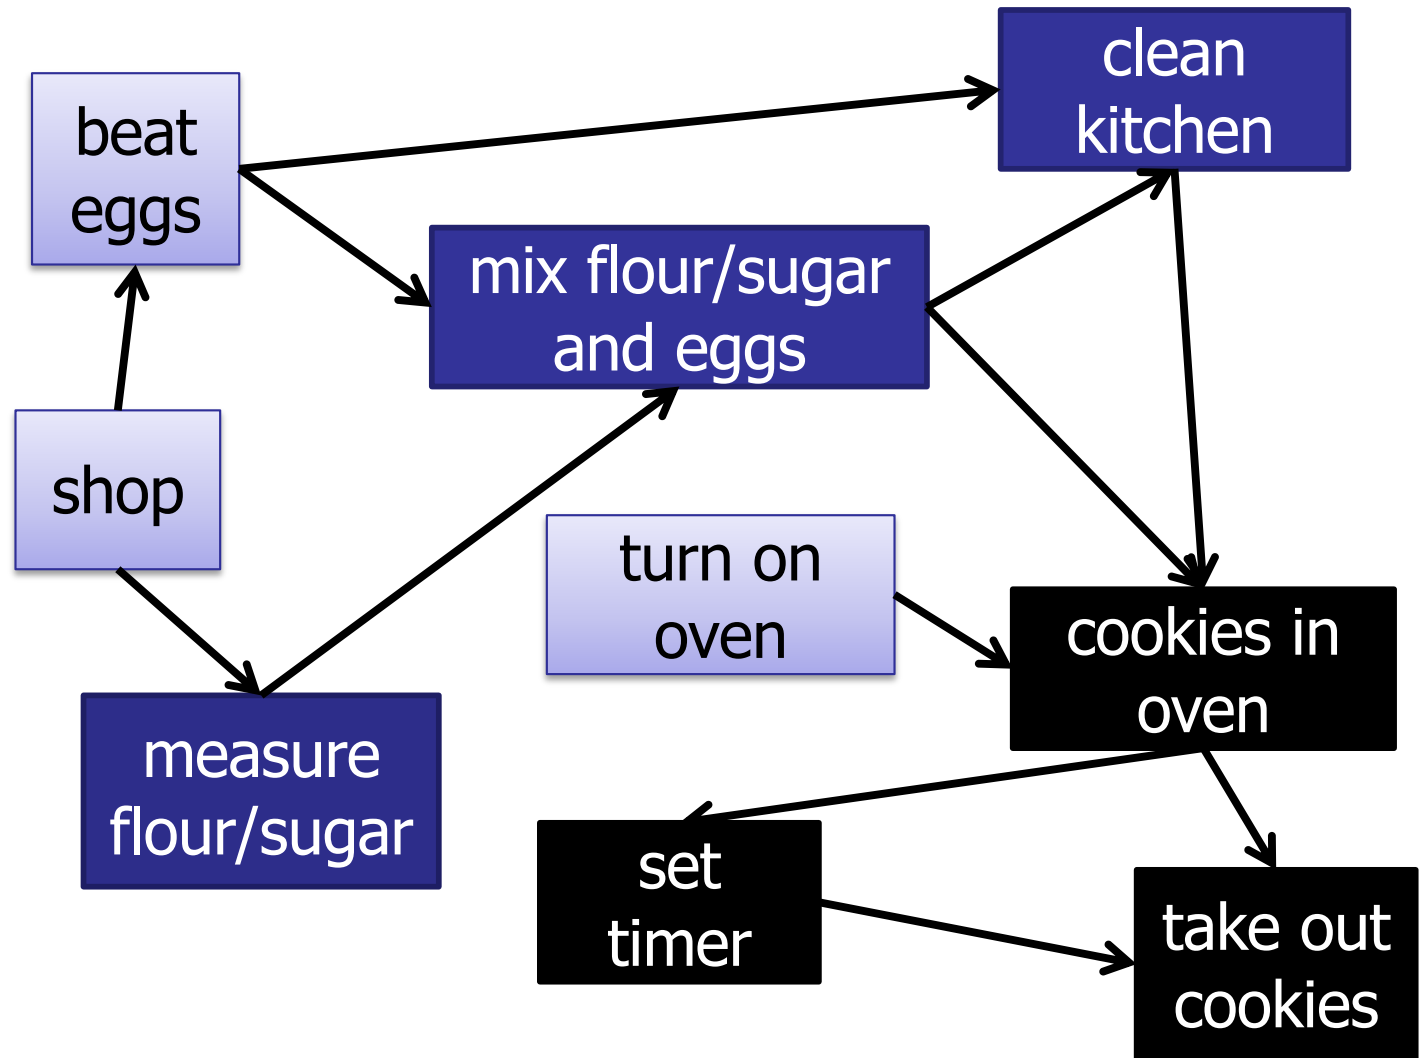 clean
kitchen
beat
eggs
mix flour/sugar
and eggs
shop
turn on
oven
cookies in
oven
measure
flour/sugar
set
timer
take out
cookies